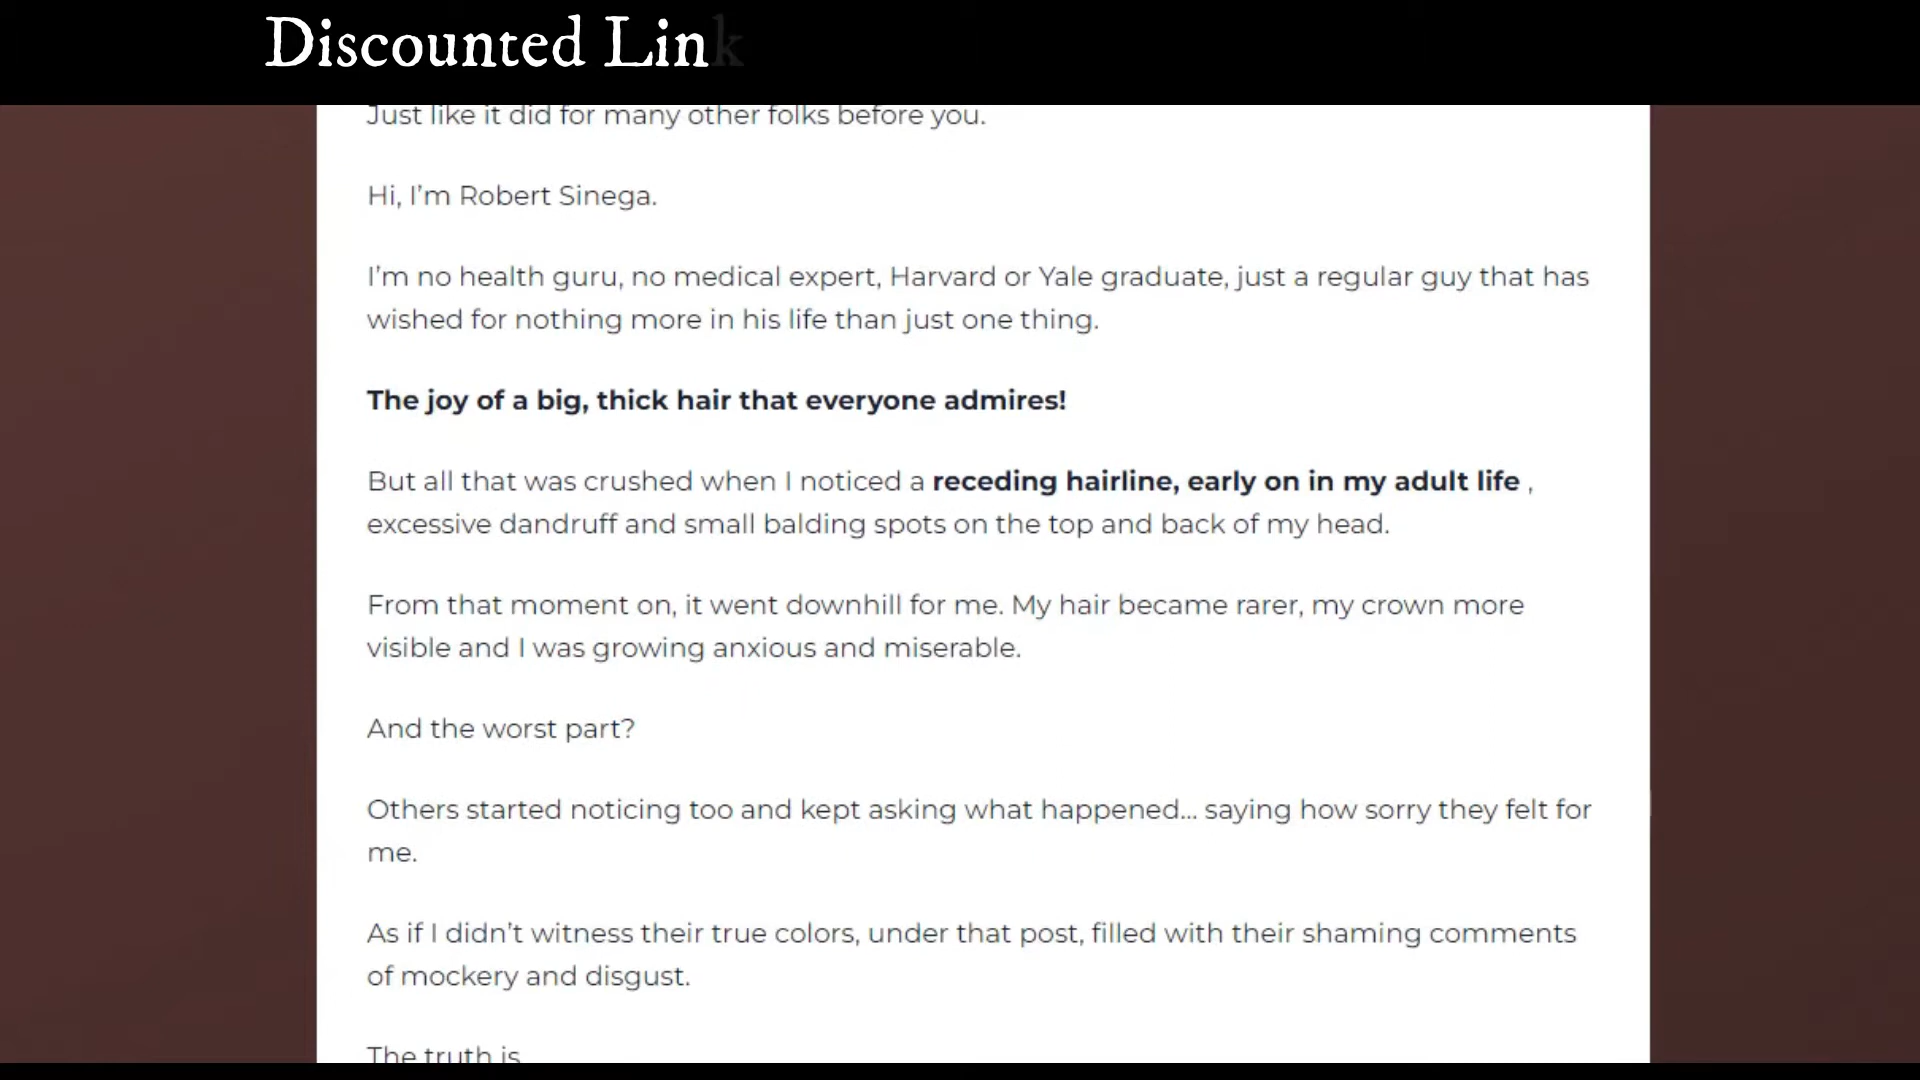 Discounted Link
Just like it did for many other folks before you.
Hi, I'm Robert Sinega.
I'm no health guru, no medical expert, Harvard or Yale graduate, just a regular guy that has
wished for nothing more in his life than just one thing.
The joy of a big, thick hair that everyone admires!
But all that was crushed when I noticed a receding hairline, early on in my adult life ,
excessive dandruff and small balding spots on the top and back of my head.
From that moment on, it went downhill for me. My hair became rarer, my crown more
visible and I was growing anxious and miserable.
And the worst part?
Others started noticing too and kept asking what happened... saying how sorry they felt for
me.
As if I didn't witness their true colors, under that post, filled with their shaming comments
of mockery and disgust.
The truth is